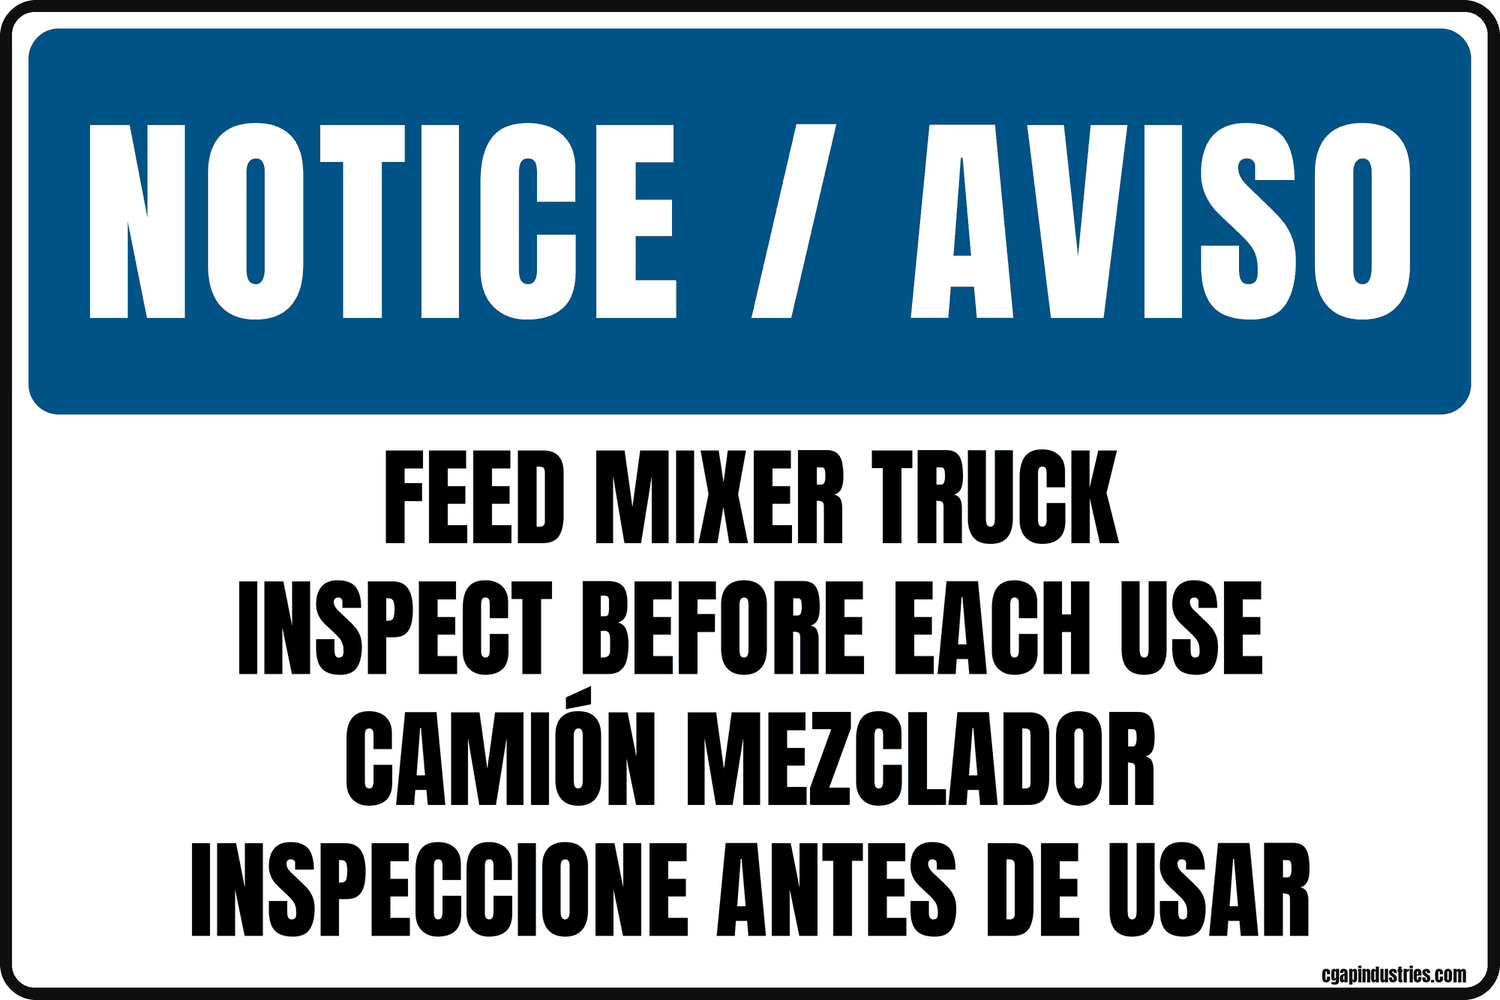 NOTICE / AVISO
FEED MIXER TRUCK
INSPECT BEFORE EACH USE
CAMIÓN MEZCLADOR
INSPECCIONE ANTES DE USAR
cgapindustries.com